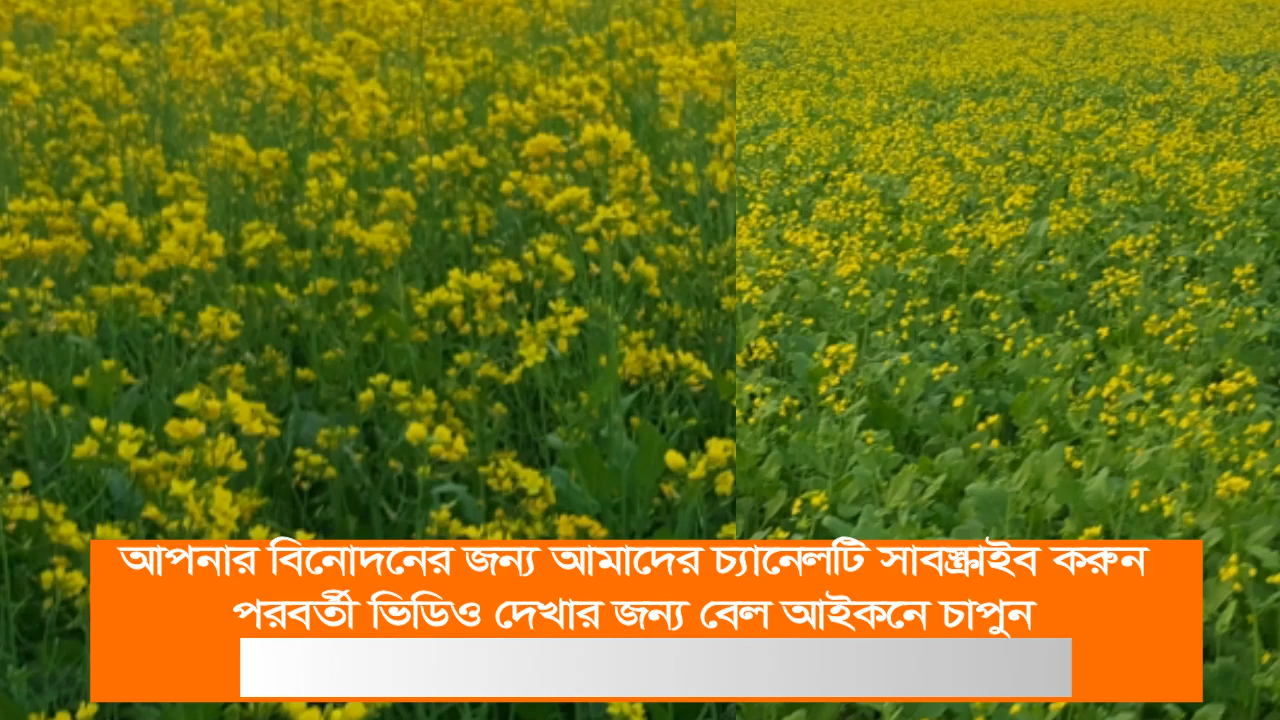 আপনার বিনোদনের জন্য আমাদের চ্যানেলটি সাবস্ক্রাইব করুন
পরবর্তী ভিডিও দেখার জন্য বেল আইকনে চাপুন